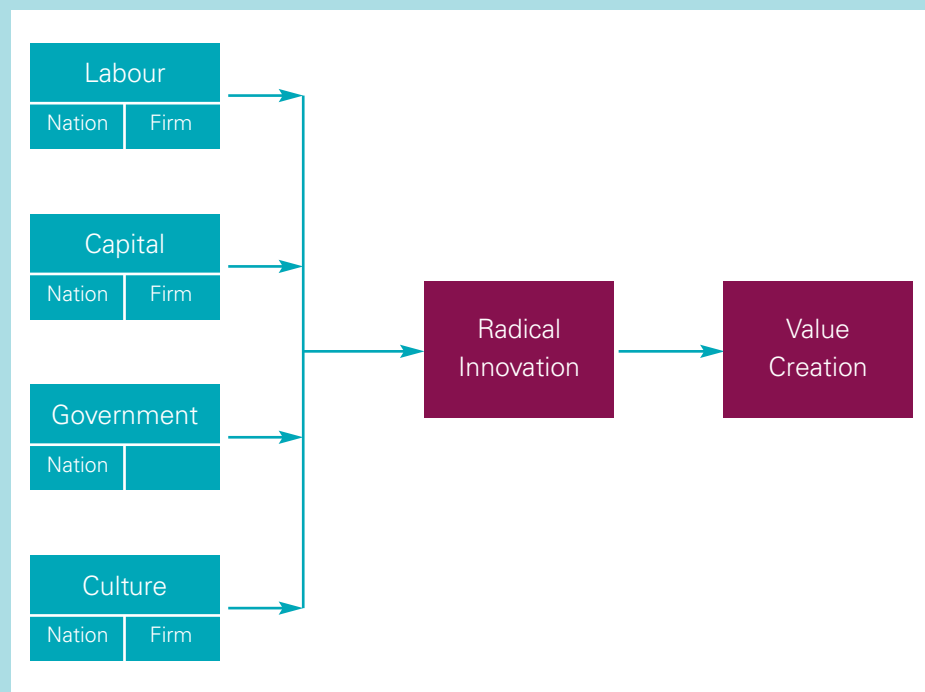 Labour
Nation Firm
Capital
Nation Firm
Government
Nation
Culture
Nation Firm
Radical
Innovation
Value
Creation